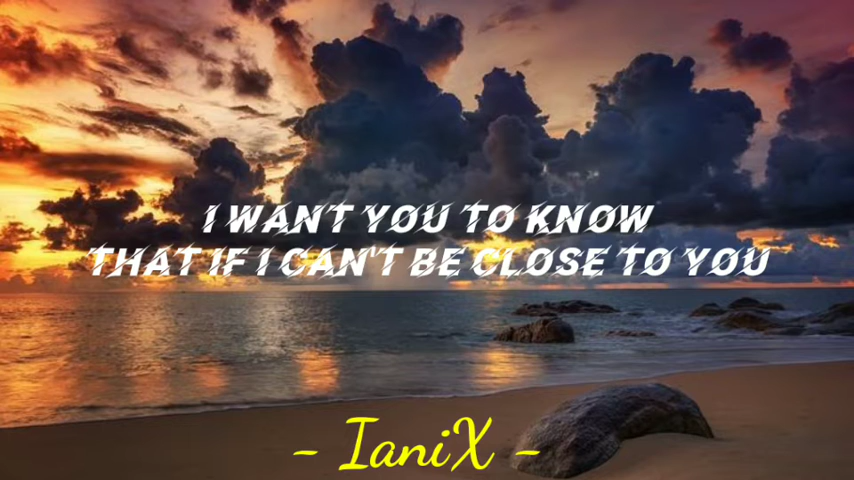 I WANT YOU TO KNOW
THAT IF I CAN'T BE CLOSE TO YOU
- IaniX -